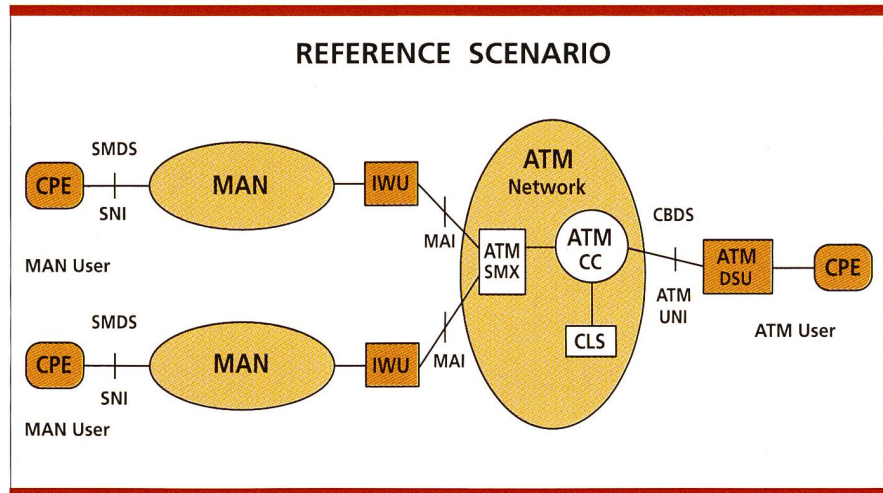 REFERENCE SCENARIO
SMDS
CPE
SNI
MAN
IWU
MAI
MAN User
SMDS
CPE
SNI
MAN
IWU
MAI
MAN User
ATM
Network
ATM
SMX
ATM
CC
CLS
CBDS
ATM
UNI
ATM
DSU
CPE
ATM User